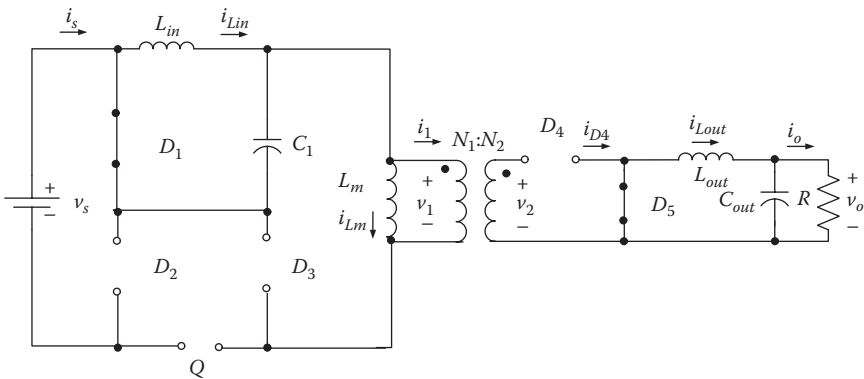 i_s
L_in
i_Lin
D_1
C_1
v_s
+
−
D_2
D_3
Q
L_m
i_Lm
i_1
N_1:N_2
+
v_1
−
+
v_2
−
D_4
i_D4
D_5
i_Lout
L_out
C_out
i_o
R
+
v_o
−